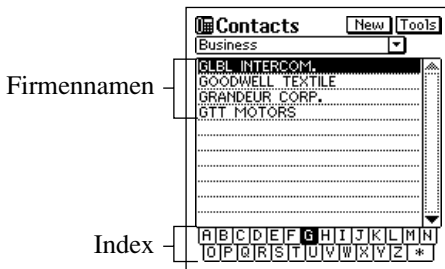 Contacts New Tools
Business
Firmennamen
GLBL INTERCOM.
GOODWELL TEXTILE
GRANDEUR CORP.
GTT MOTORS
Index
A B C D E F G H I J K L M N
O P Q R S T U V W X Y Z *